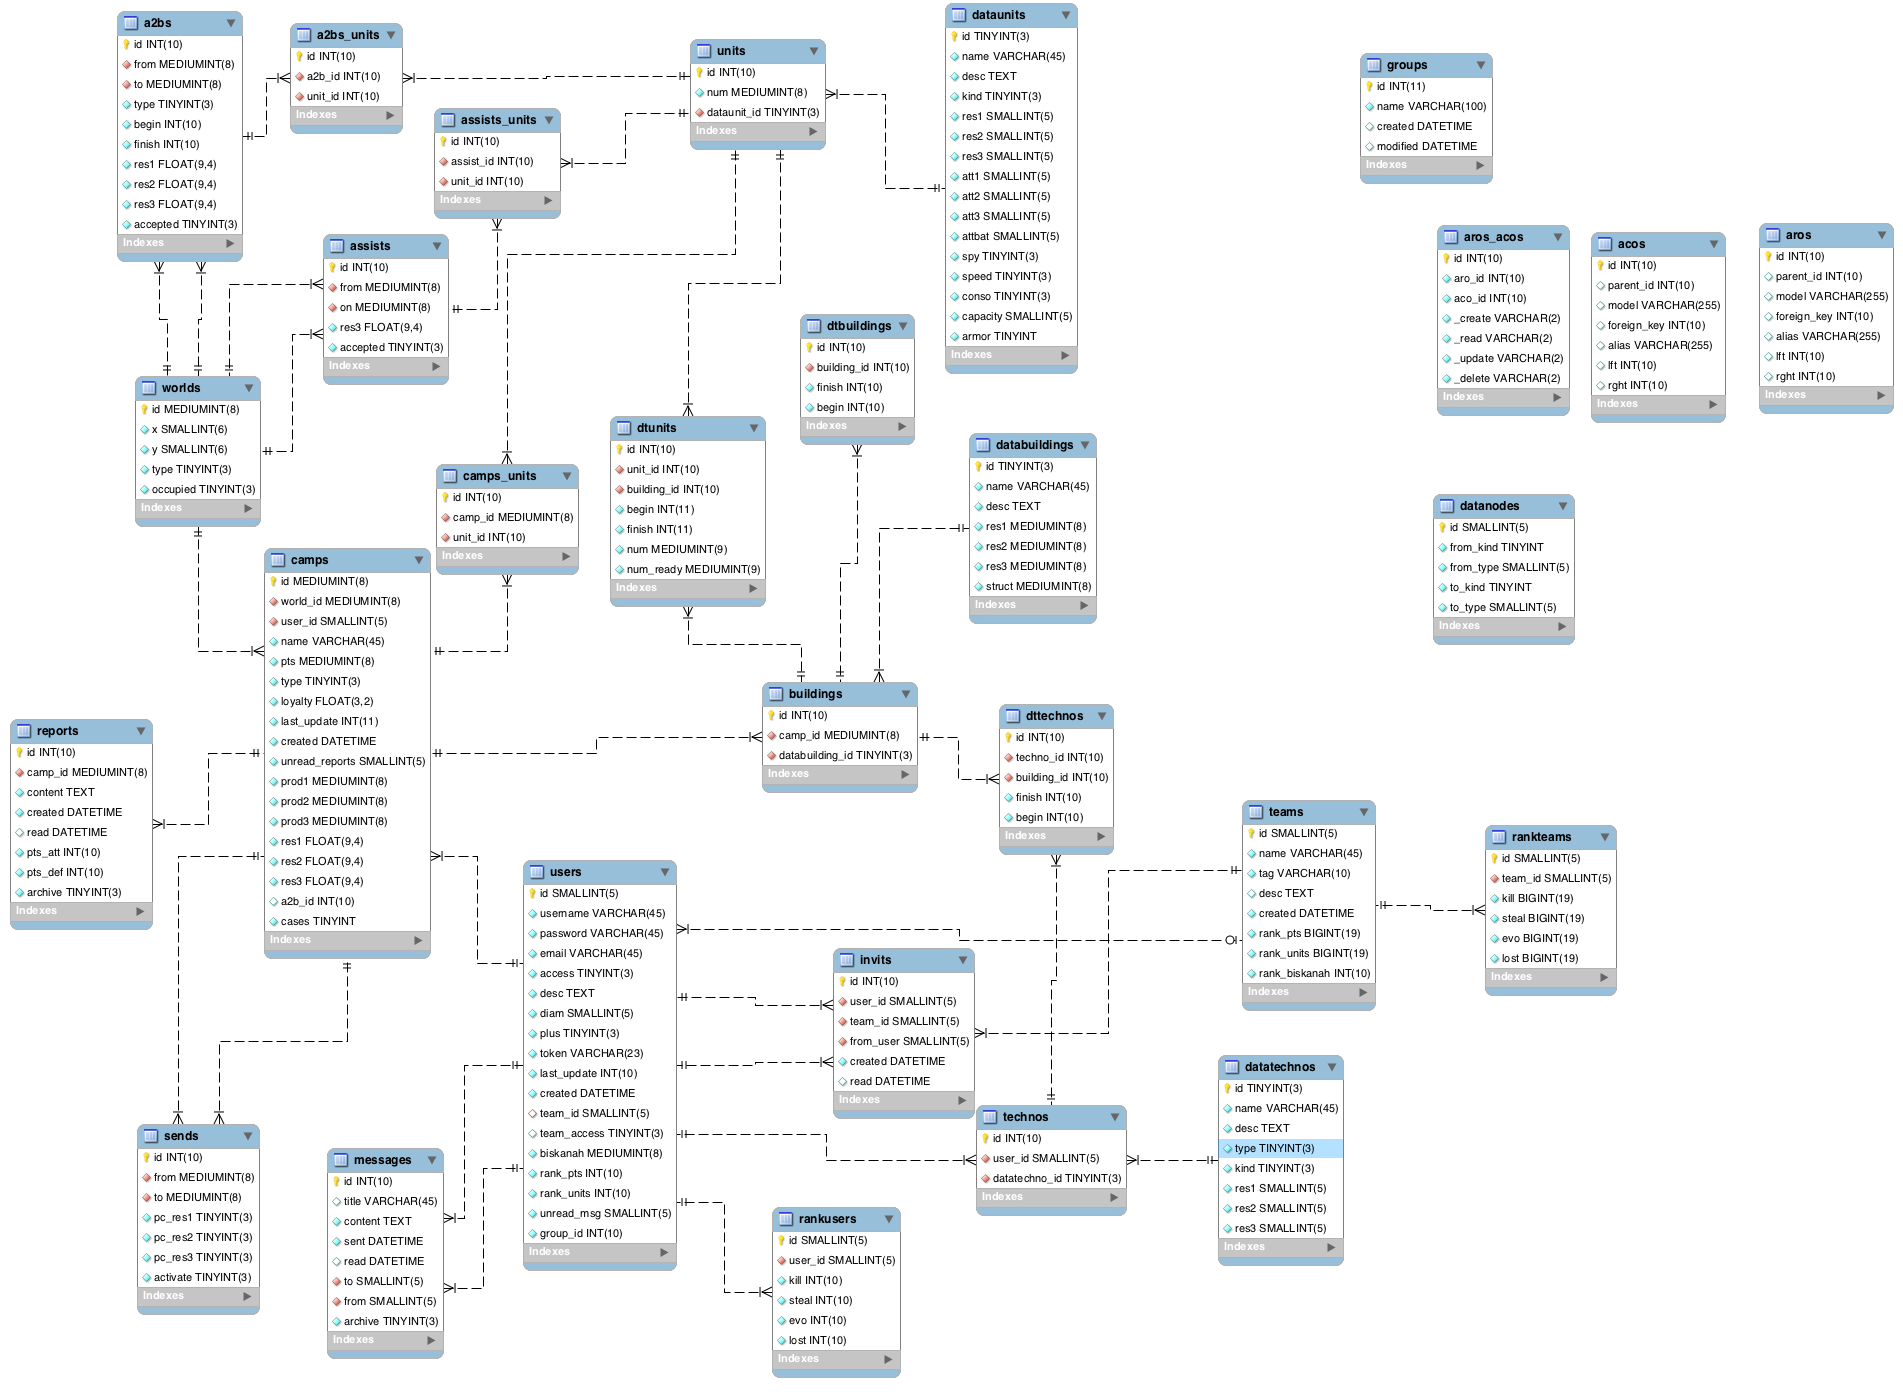 a2bs
id INT(10)
from MEDIUMINT(8)
to MEDIUMINT(8)
type TINYINT(3)
begin INT(10)
finish INT(10)
res1 FLOAT(9,4)
res2 FLOAT(9,4)
res3 FLOAT(9,4)
accepted TINYINT(3)
Indexes
a2bs_units
id INT(10)
a2b_id INT(10)
unit_id INT(10)
Indexes
assists_units
id INT(10)
assist_id INT(10)
unit_id INT(10)
Indexes
units
id INT(10)
num MEDIUMINT(8)
dataunit_id TINYINT(3)
Indexes
dataunits
id TINYINT(3)
name VARCHAR(45)
desc TEXT
kind TINYINT(3)
res1 SMALLINT(5)
res2 SMALLINT(5)
res3 SMALLINT(5)
att1 SMALLINT(5)
att2 SMALLINT(5)
att3 SMALLINT(5)
attbat SMALLINT(5)
spy TINYINT(3)
speed TINYINT(3)
conso TINYINT(3)
capacity SMALLINT(5)
armor TINYINT
Indexes
groups
id INT(11)
name VARCHAR(100)
created DATETIME
modified DATETIME
Indexes
assists
id INT(10)
from MEDIUMINT(8)
on MEDIUMINT(8)
res3 FLOAT(9,4)
accepted TINYINT(3)
Indexes
aros_acos
id INT(10)
aro_id INT(10)
aco_id INT(10)
_create VARCHAR(2)
_read VARCHAR(2)
_update VARCHAR(2)
_delete VARCHAR(2)
Indexes
acos
id INT(10)
parent_id INT(10)
model VARCHAR(255)
foreign_key INT(10)
alias VARCHAR(255)
lft INT(10)
rght INT(10)
Indexes
aros
id INT(10)
parent_id INT(10)
model VARCHAR(255)
foreign_key INT(10)
alias VARCHAR(255)
lft INT(10)
rght INT(10)
Indexes
worlds
id MEDIUMINT(8)
x SMALLINT(6)
y SMALLINT(6)
type TINYINT(3)
occupied TINYINT(3)
Indexes
dtbuildings
id INT(10)
building_id INT(10)
finish INT(10)
begin INT(10)
Indexes
camps_units
id INT(10)
camp_id MEDIUMINT(8)
unit_id INT(10)
Indexes
dtunits
id INT(10)
unit_id INT(10)
building_id INT(10)
begin INT(11)
finish INT(11)
num MEDIUMINT(9)
num_ready MEDIUMINT(9)
Indexes
databuildings
id TINYINT(3)
name VARCHAR(45)
desc TEXT
res1 MEDIUMINT(8)
res2 MEDIUMINT(8)
res3 MEDIUMINT(8)
struct MEDIUMINT(8)
Indexes
datanodes
id SMALLINT(5)
from_kind TINYINT
from_type SMALLINT(5)
to_kind TINYINT
to_type SMALLINT(5)
Indexes
camps
id MEDIUMINT(8)
world_id MEDIUMINT(8)
user_id SMALLINT(5)
name VARCHAR(45)
pts MEDIUMINT(8)
type TINYINT(3)
loyalty FLOAT(3,2)
last_update INT(11)
created DATETIME
unread_reports SMALLINT(5)
prod1 MEDIUMINT(8)
prod2 MEDIUMINT(8)
prod3 MEDIUMINT(8)
res1 FLOAT(9,4)
res2 FLOAT(9,4)
res3 FLOAT(9,4)
a2b_id INT(10)
cases TINYINT
Indexes
reports
id INT(10)
camp_id MEDIUMINT(8)
content TEXT
created DATETIME
read DATETIME
pts_att INT(10)
pts_def INT(10)
archive TINYINT(3)
Indexes
buildings
id INT(10)
camp_id MEDIUMINT(8)
databuilding_id TINYINT(3)
Indexes
dttechnos
id INT(10)
techno_id INT(10)
building_id INT(10)
finish INT(10)
begin INT(10)
Indexes
teams
id SMALLINT(5)
name VARCHAR(45)
tag VARCHAR(10)
desc TEXT
created DATETIME
rank_pts BIGINT(19)
rank_units BIGINT(19)
rank_biskanah INT(10)
Indexes
rankteams
id SMALLINT(5)
team_id SMALLINT(5)
kill BIGINT(19)
steal BIGINT(19)
evo BIGINT(19)
lost BIGINT(19)
Indexes
users
id SMALLINT(5)
username VARCHAR(45)
password VARCHAR(45)
email VARCHAR(45)
access TINYINT(3)
desc TEXT
diam SMALLINT(5)
plus TINYINT(3)
token VARCHAR(23)
last_update INT(10)
created DATETIME
team_id SMALLINT(5)
team_access TINYINT(3)
biskanah MEDIUMINT(8)
rank_pts INT(10)
rank_units INT(10)
unread_msg SMALLINT(5)
group_id INT(10)
Indexes
invits
id INT(10)
user_id SMALLINT(5)
team_id SMALLINT(5)
from_user SMALLINT(5)
created DATETIME
read DATETIME
Indexes
technos
id INT(10)
user_id SMALLINT(5)
datatechno_id TINYINT(3)
Indexes
datatechnos
id TINYINT(3)
name VARCHAR(45)
desc TEXT
type TINYINT(3)
kind TINYINT(3)
res1 SMALLINT(5)
res2 SMALLINT(5)
res3 SMALLINT(5)
Indexes
sends
id INT(10)
from MEDIUMINT(8)
to MEDIUMINT(8)
pc_res1 TINYINT(3)
pc_res2 TINYINT(3)
pc_res3 TINYINT(3)
activate TINYINT(3)
Indexes
messages
id INT(10)
title VARCHAR(45)
content TEXT
sent DATETIME
read DATETIME
to SMALLINT(5)
from SMALLINT(5)
archive TINYINT(3)
Indexes
rankusers
id SMALLINT(5)
user_id SMALLINT(5)
kill INT(10)
steal INT(10)
evo INT(10)
lost INT(10)
Indexes